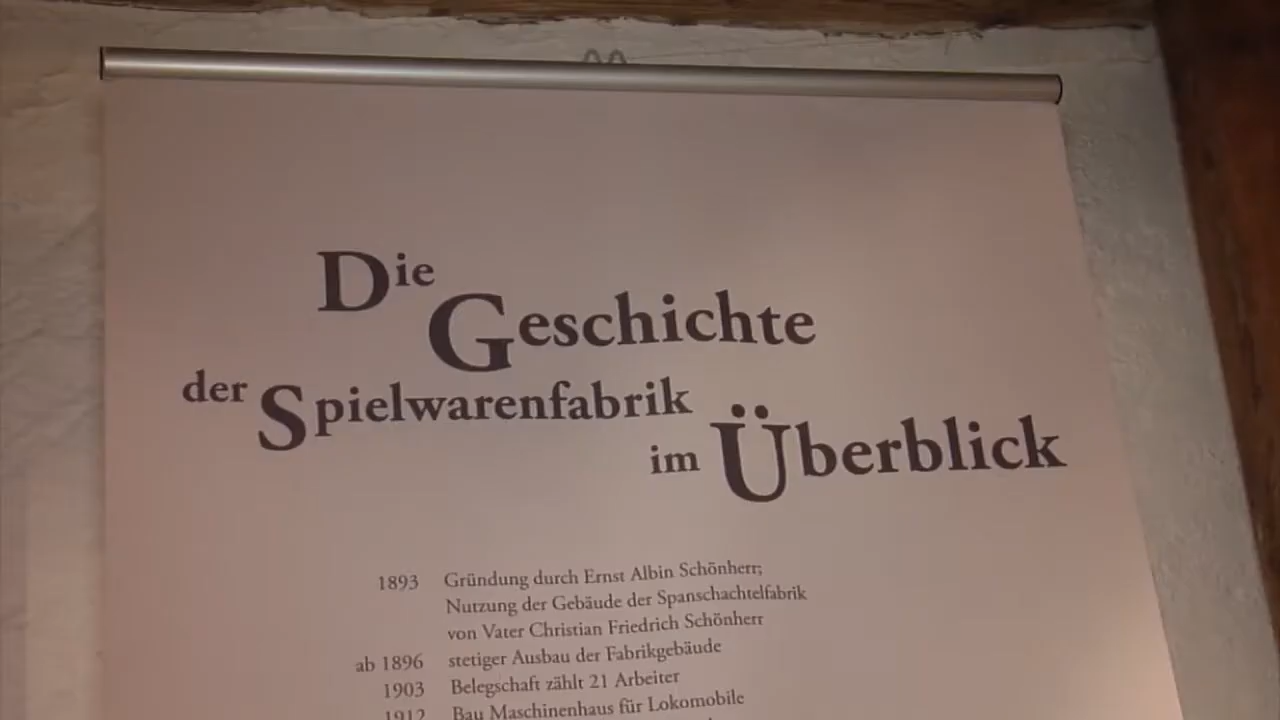 Die
Geschichte
der Spielwarenfabrik
im Überblick
1893 Gründung durch Ernst Albin Schönherr;
Nutzung der Gebäude der Spanschachtelfabrik
von Vater Christian Friedrich Schönherr
ab 1896 stetiger Ausbau der Fabrikgebäude
1903 Belegschaft zählt 21 Arbeiter
1912 Bau Maschinenhaus für Lokomobile